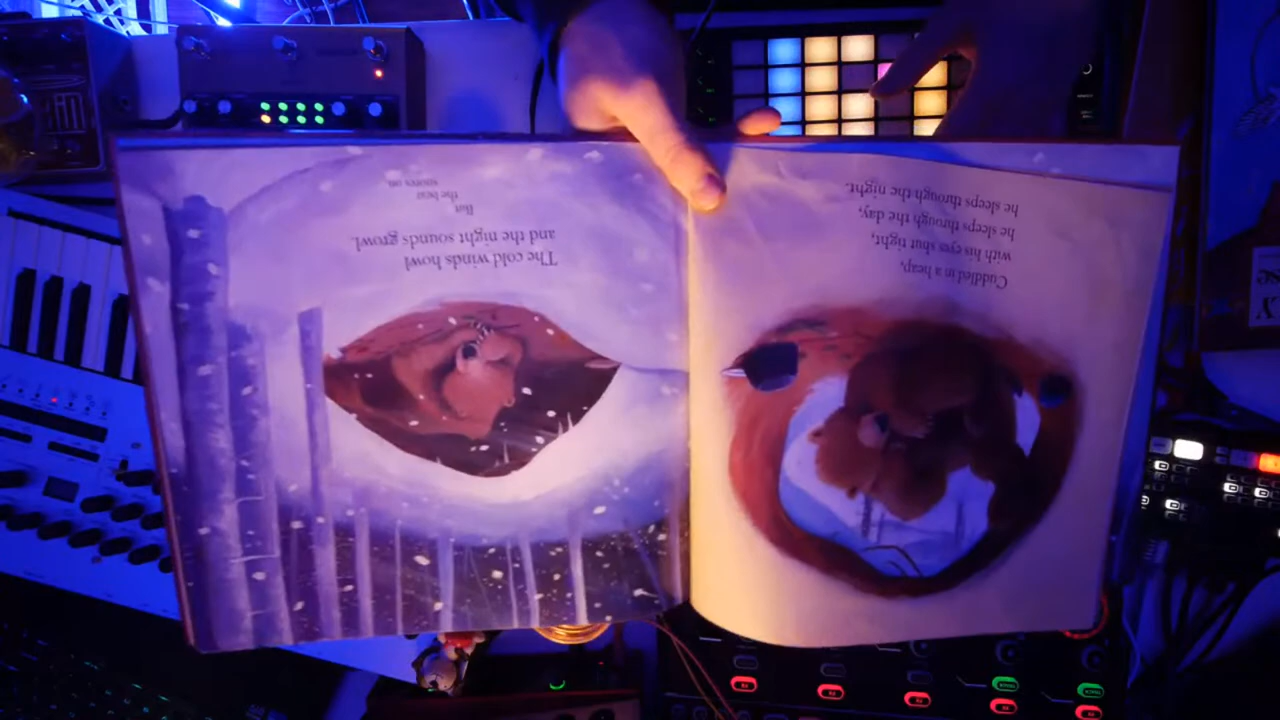 Cuddled in a heap,
with his eyes shut tight,
he sleeps through the day,
he sleeps through the night.
The cold winds howl
and the night sounds growl.
But
the bear
snores on.